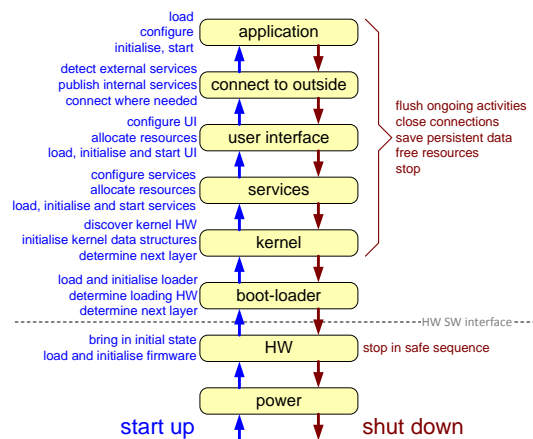 load
configure
initialise, start
application
detect external services
publish internal services
connect where needed
connect to outside
configure UI
allocate resources
load, initialise and start UI
user interface
flush ongoing activities
close connections
save persistent data
free resources
stop
configure services
allocate resources
load, initialise and start services
services
discover kernel HW
initialise kernel data structures
determine next layer
kernel
load and initialise loader
determine loading HW
determine next layer
boot-loader
HW SW interface
bring in initial state
load and initialise firmware
HW
stop in safe sequence
power
start up
shut down